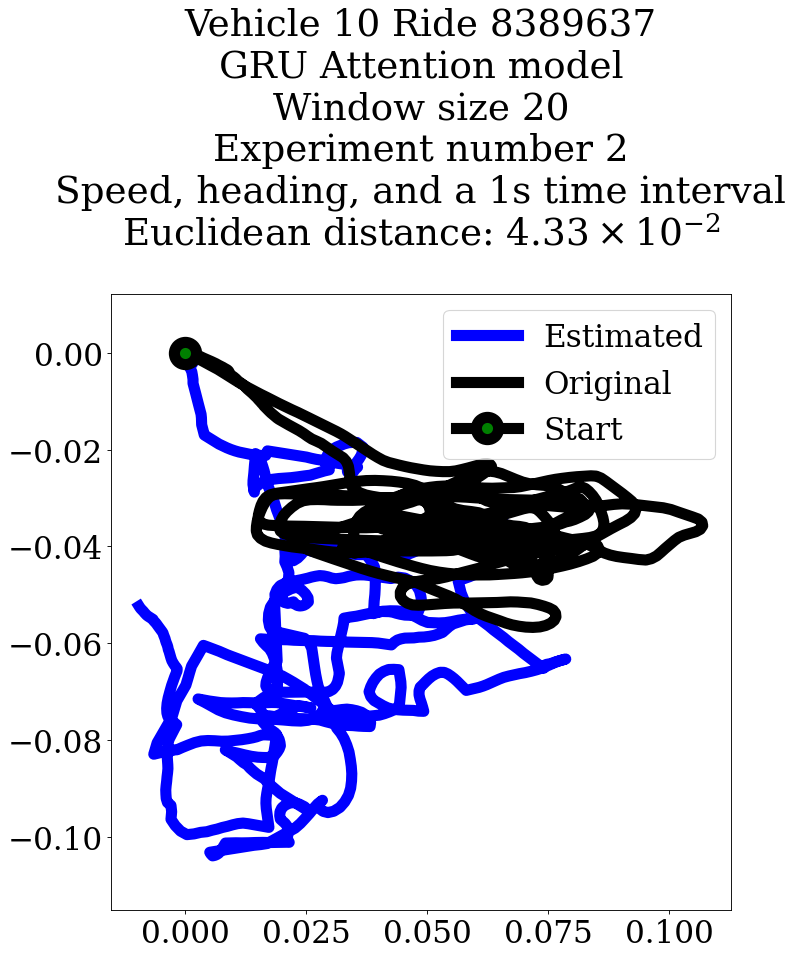 Vehicle 10 Ride 8389637
GRU Attention model
Window size 20
Experiment number 2
Speed, heading, and a 1s time interval
Euclidean distance: 4.33 × 10⁻²
Estimated
Original
Start
0.00
−0.02
−0.04
−0.06
−0.08
−0.10
0.000 0.025 0.050 0.075 0.100